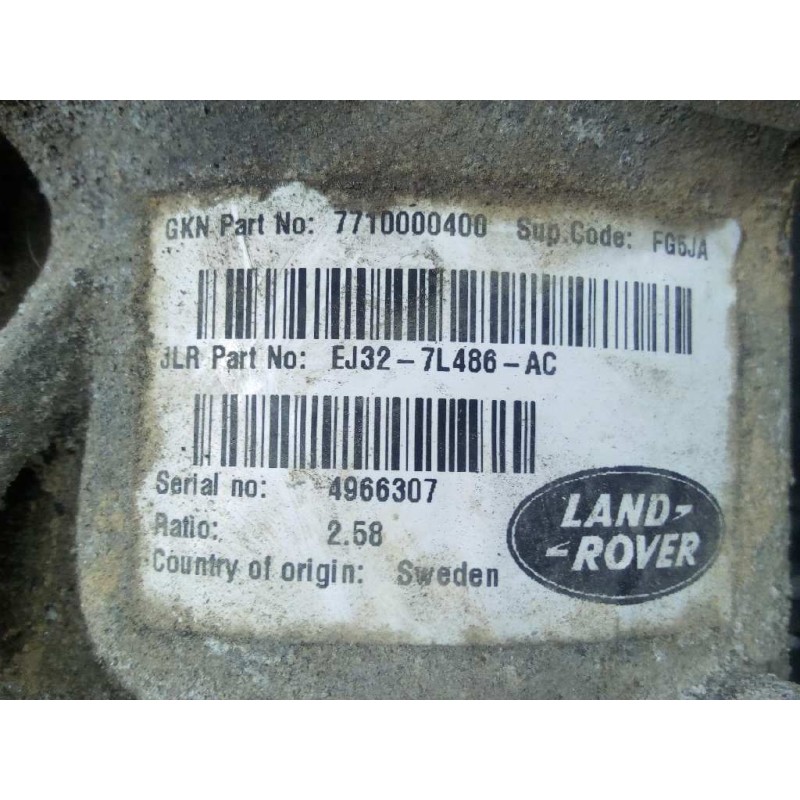 GKN Part No: 7710000400 Sup.Code: FG5JA
JLR Part No: EJ32-7L486-AC
Serial no: 4966307
Ratio: 2.58
Country of origin: Sweden
LAND-
-ROVER